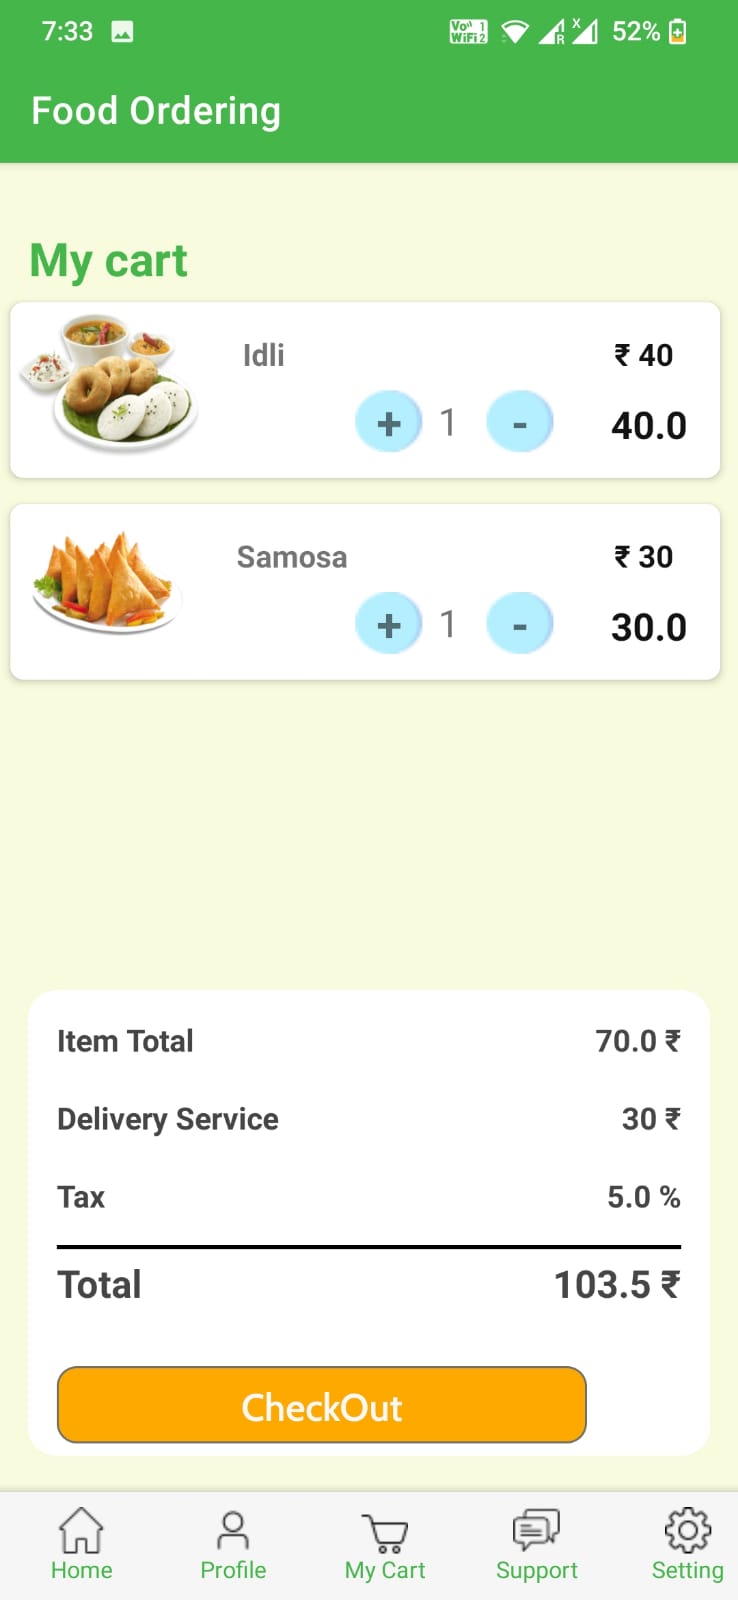 7:33 Vo)) 1 WiFi 2 R x 52%
Food Ordering
My cart
Idli ₹ 40
+ 1 - 40.0
Samosa ₹ 30
+ 1 - 30.0
Item Total 70.0 ₹
Delivery Service 30 ₹
Tax 5.0 %
Total 103.5 ₹
CheckOut
Home Profile My Cart Support Setting